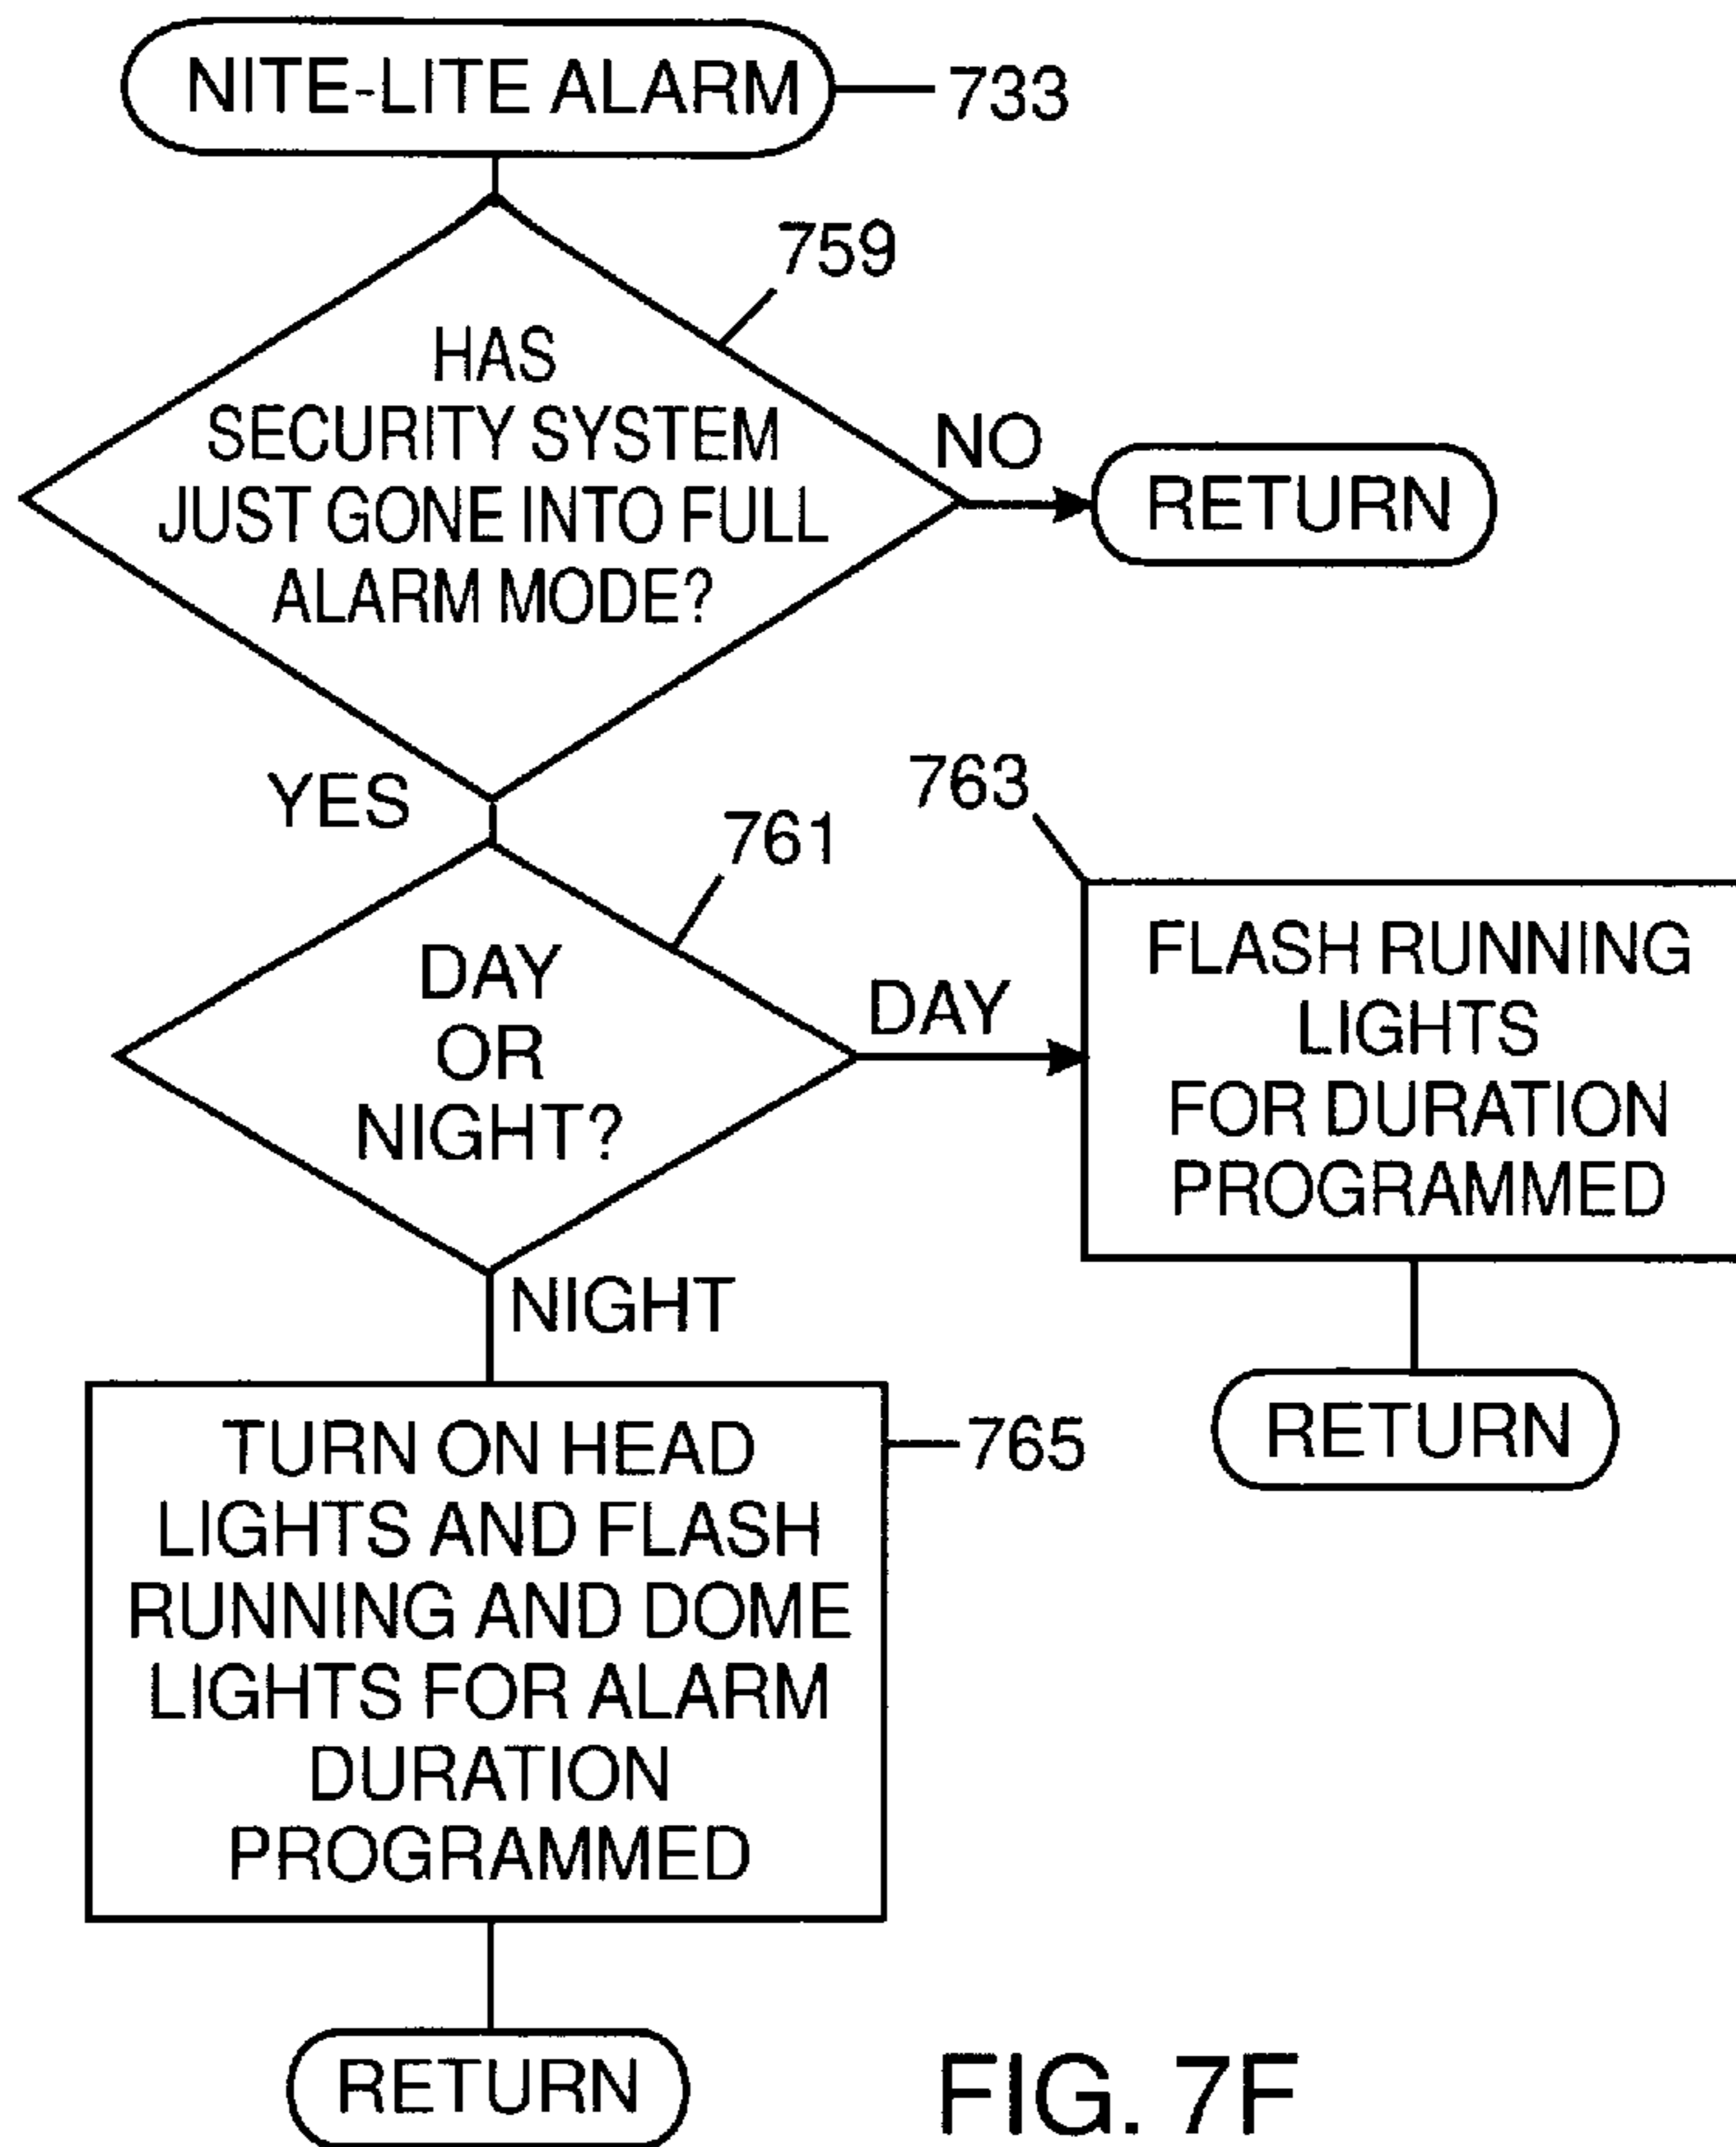 NITE-LITE ALARM
733
759
HAS
SECURITY SYSTEM
JUST GONE INTO FULL
ALARM MODE?
NO
RETURN
YES
761
763
DAY
OR
NIGHT?
DAY
FLASH RUNNING
LIGHTS
FOR DURATION
PROGRAMMED
NIGHT
RETURN
TURN ON HEAD
LIGHTS AND FLASH
RUNNING AND DOME
LIGHTS FOR ALARM
DURATION
PROGRAMMED
765
RETURN
FIG. 7F